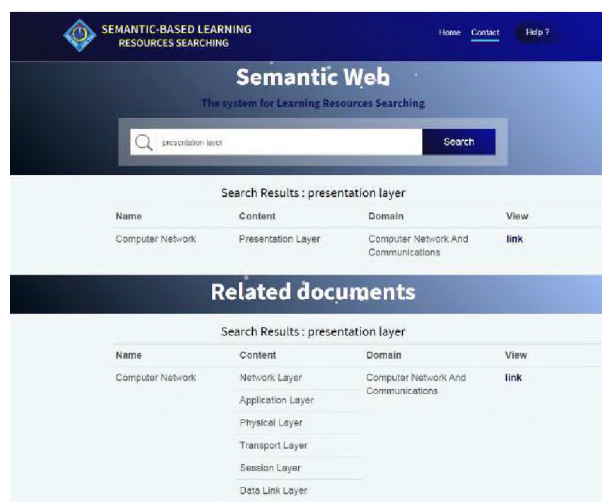 SEMANTIC-BASED LEARNING
RESOURCES SEARCHING
Home Contact Help ?
Semantic Web
The system for Learning Resources Searching
presentation layer
Search
Search Results : presentation layer
Name Content Domain View
Computer Network Presentation Layer Computer Network And link
Communications
Related documents
Search Results : presentation layer
Name Content Domain View
Computer Network Network Layer Computer Network And link
Communications
Application Layer
Physical Layer
Transport Layer
Session Layer
Data Link Layer